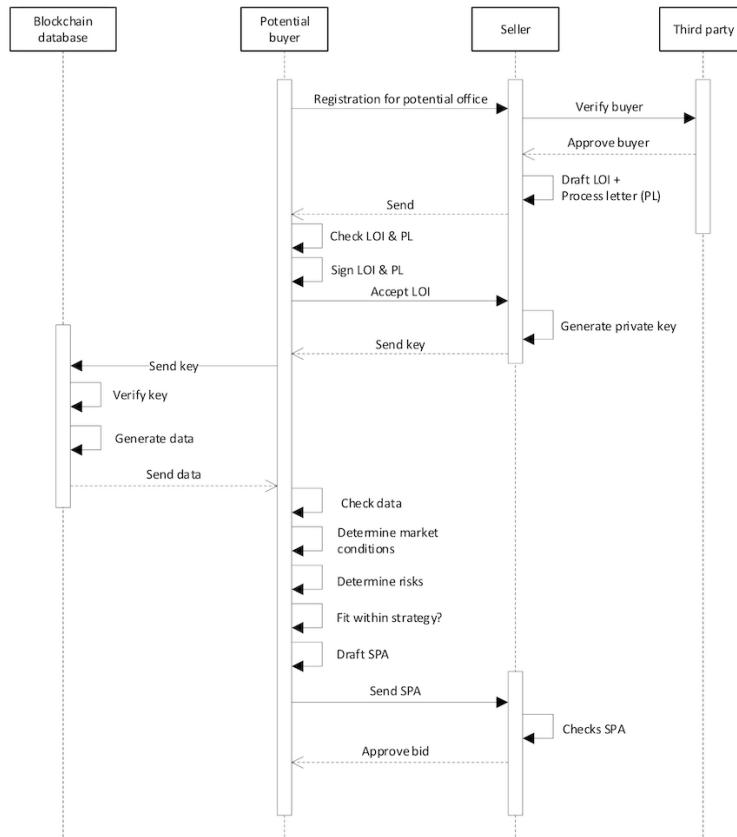 Blockchain
database
Potential
buyer
Seller
Third party
Registration for potential office
Verify buyer
Approve buyer
Draft LOI +
Process letter (PL)
Send
Check LOI & PL
Sign LOI & PL
Accept LOI
Generate private key
Send key
Send key
Verify key
Generate data
Send data
Check data
Determine market
conditions
Determine risks
Fit within strategy?
Draft SPA
Send SPA
Checks SPA
Approve bid